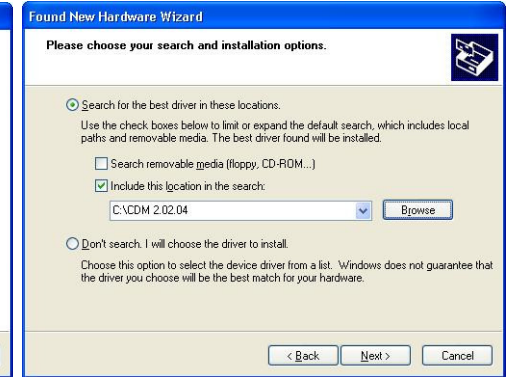 Found New Hardware Wizard
Please choose your search and installation options.
Search for the best driver in these locations.
Use the check boxes below to limit or expand the default search, which includes local
paths and removable media. The best driver found will be installed.
Search removable media (floppy, CD-ROM...)
Include this location in the search:
C:\CDM 2.02.04
Browse
Don't search. I will choose the driver to install.
Choose this option to select the device driver from a list. Windows does not guarantee that
the driver you choose will be the best match for your hardware.
< Back
Next >
Cancel